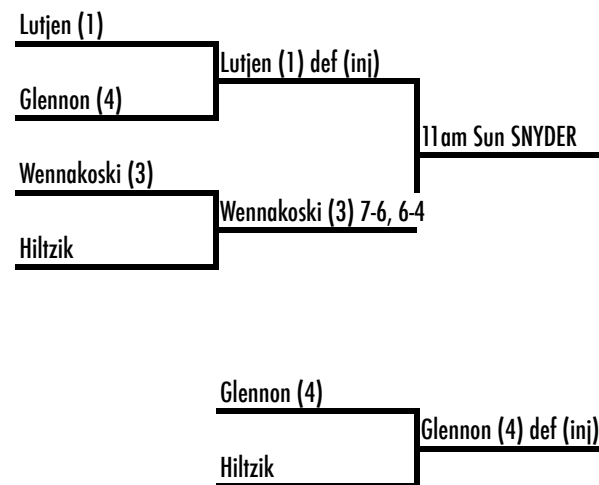 Lutjen (1)
Lutjen (1) def (inj)
Glennon (4)
11am Sun SNYDER
Wennakoski (3)
Wennakoski (3) 7-6, 6-4
Hiltzik
Glennon (4)
Glennon (4) def (inj)
Hiltzik